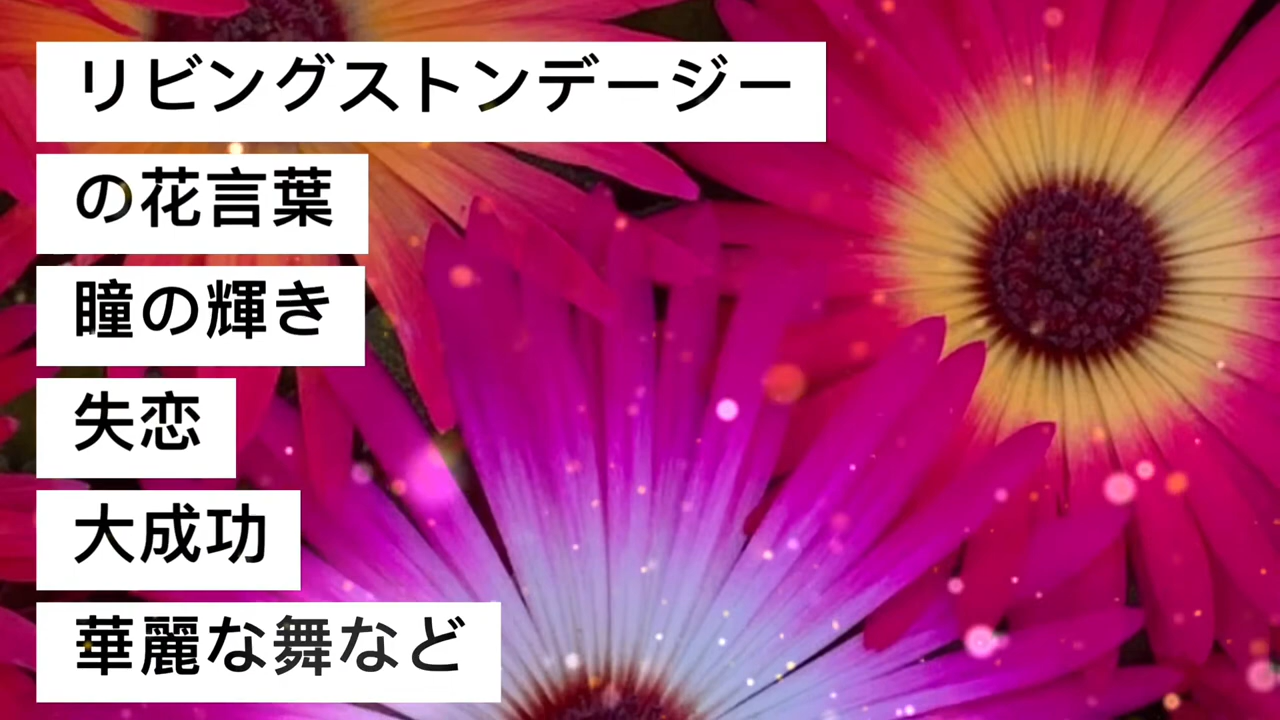 リビングストンデージー
の花言葉
瞳の輝き
失恋
大成功
華麗な舞など